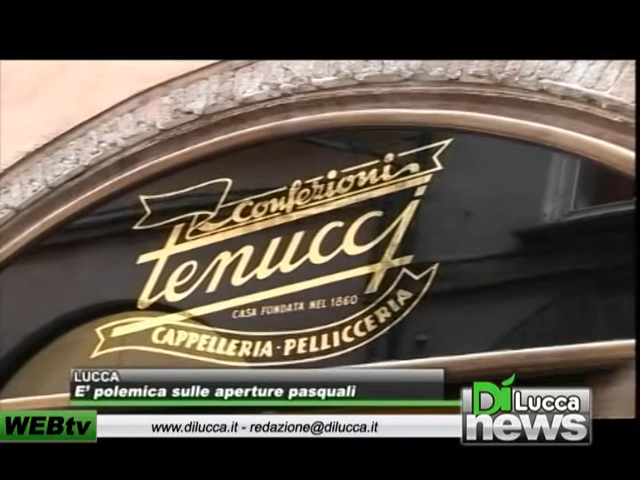 confezioni
Tenucci
CASA FONDATA NEL 1860
CAPPELLERIA · PELLICCERIA
LUCCA
E' polemica sulle aperture pasquali
WEBtv
www.dilucca.it - redazione@dilucca.it
Dì Lucca
news